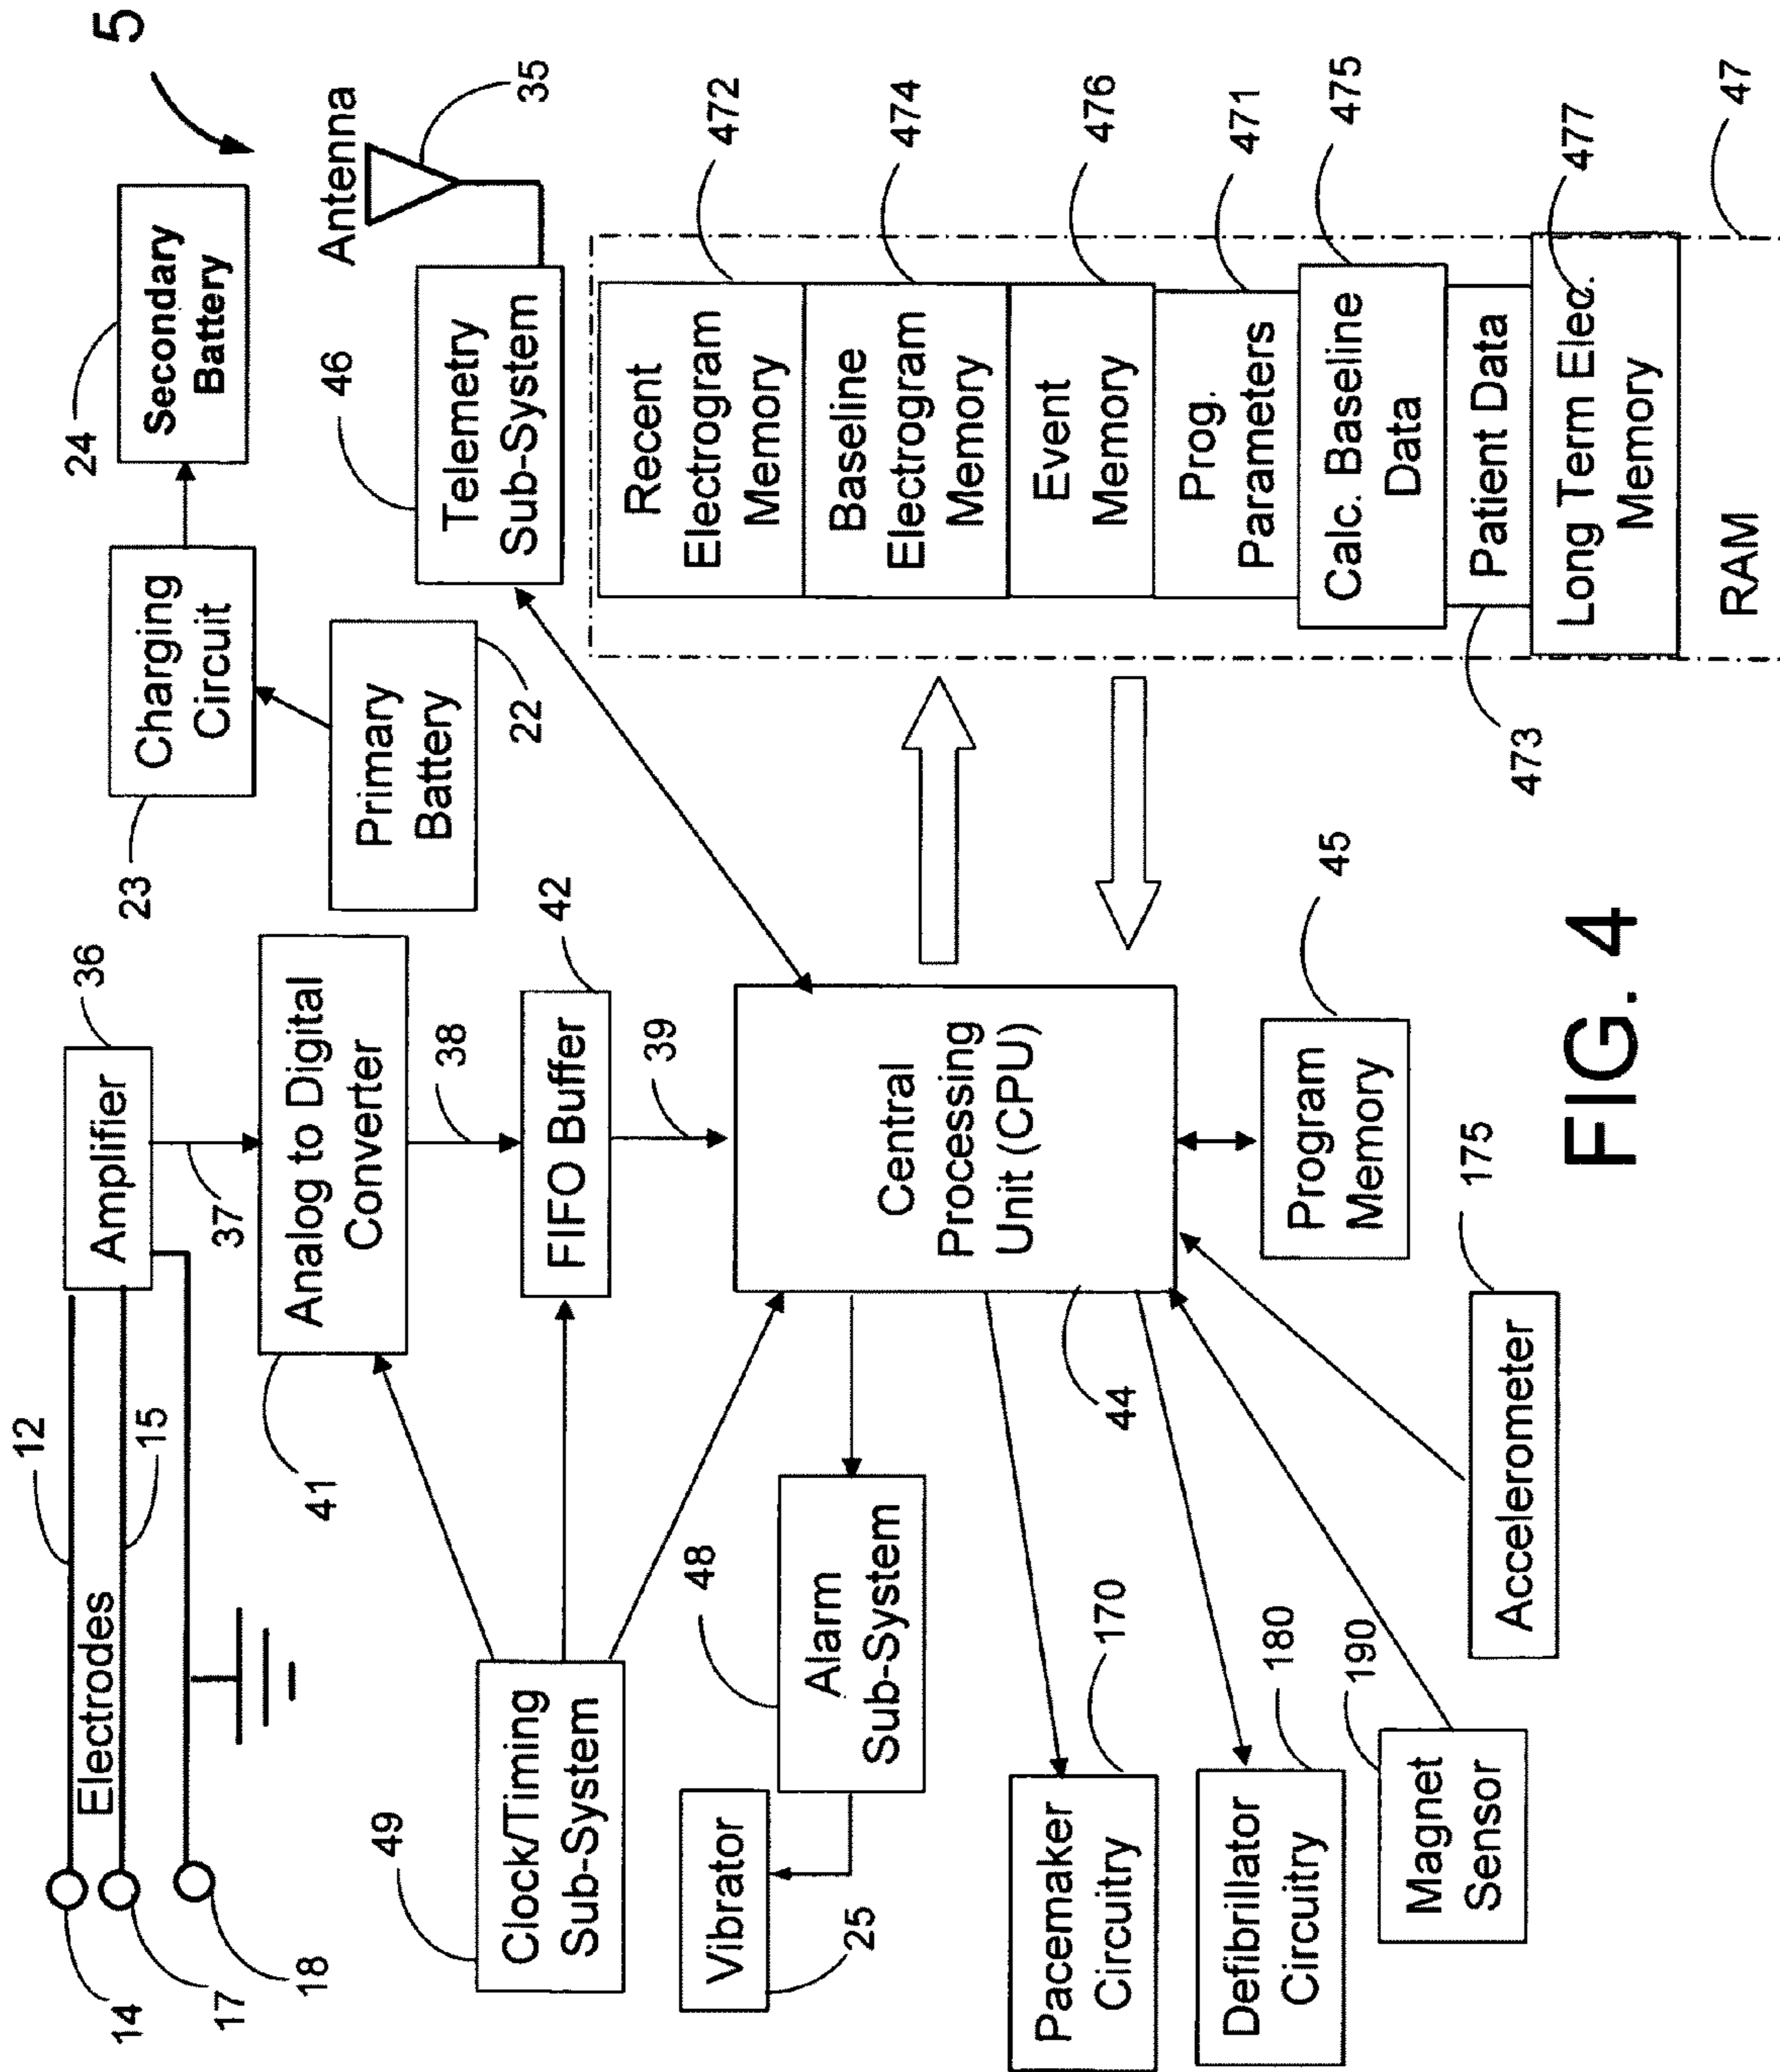 5
12
Electrodes
15
14
17
18
Amplifier
36
37
Analog to Digital
Converter
41
38
FIFO Buffer
42
39
Clock/Timing
Sub-System
49
Central
Processing
Unit (CPU)
44
Charging
Circuit
23
Secondary
Battery
24
Primary
Battery
22
Antenna
35
Telemetry
Sub-System
46
Recent
Electrogram
Memory
472
Baseline
Electrogram
Memory
474
Event
Memory
476
Prog.
Parameters
471
Calc. Baseline
Data
475
Patient Data
473
Long Term Elec.
Memory
477
RAM
47
Vibrator
25
Alarm
Sub-System
48
Pacemaker
Circuitry
170
Defibrillator
Circuitry
180
Magnet
Sensor
190
Accelerometer
175
Program
Memory
45
FIG. 4